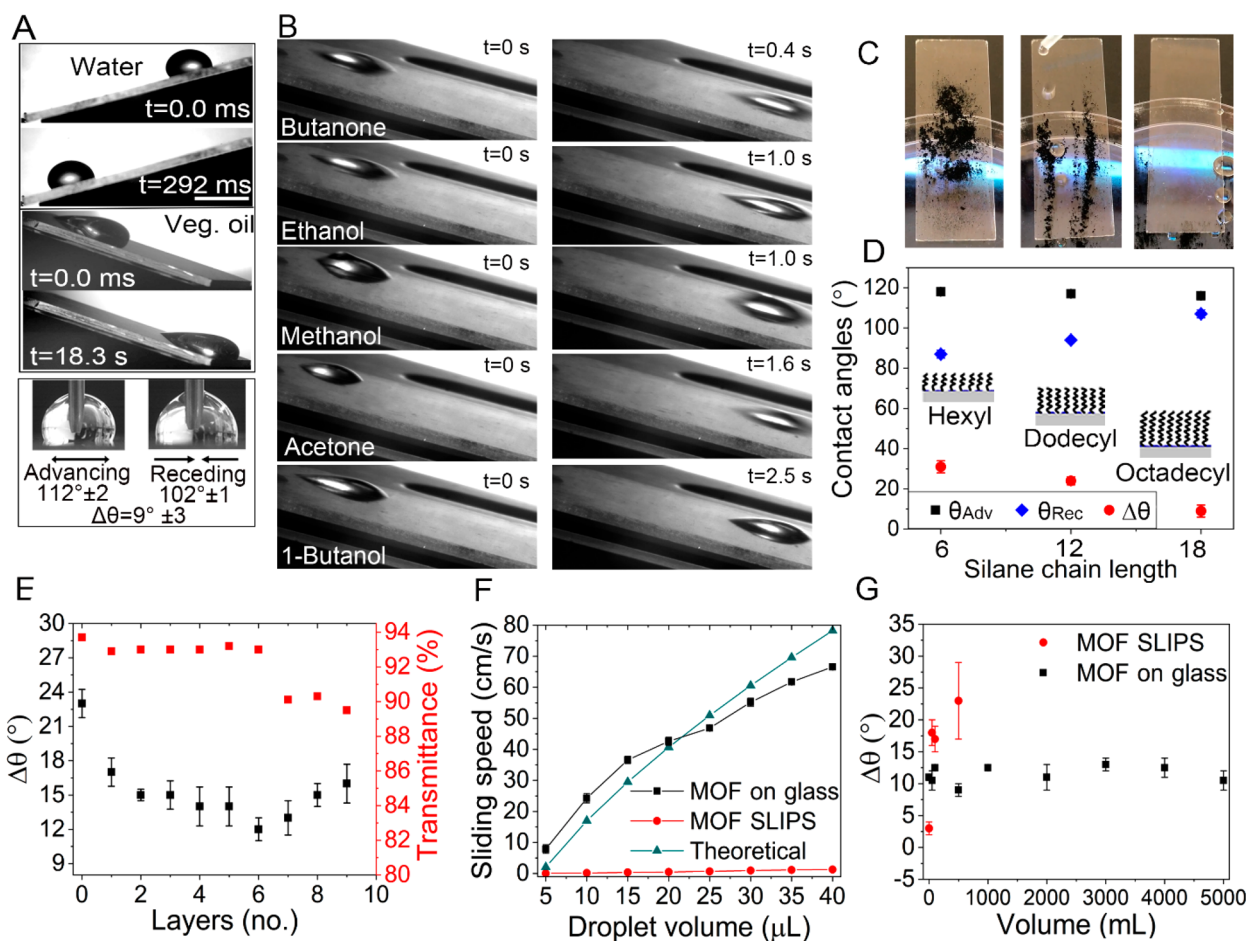 A
Water
t=0.0 ms
t=292 ms
Veg. oil
t=0.0 ms
t=18.3 s
Advancing
112°±2
Receding
102°±1
Δθ=9° ±3
B
t=0 s
Butanone
t=0.4 s
t=0 s
Ethanol
t=1.0 s
t=0 s
Methanol
t=1.0 s
t=0 s
Acetone
t=1.6 s
t=0 s
1-Butanol
t=2.5 s
C
D
Contact angles (°)
120
100
80
60
40
20
0
Hexyl
Dodecyl
Octadecyl
θAdv
θRec
Δθ
6
12
18
Silane chain length
E
Δθ (°)
30
27
24
21
18
15
12
9
94
92
90
88
86
84
82
80
Transmittance (%)
0
2
4
6
8
10
Layers (no.)
F
Sliding speed (cm/s)
80
70
60
50
40
30
20
10
0
MOF on glass
MOF SLIPS
Theoretical
5
10
15
20
25
30
35
40
Droplet volume (µL)
G
Δθ (°)
35
30
25
20
15
10
5
0
-5
MOF SLIPS
MOF on glass
0
1000
2000
3000
4000
5000
Volume (mL)